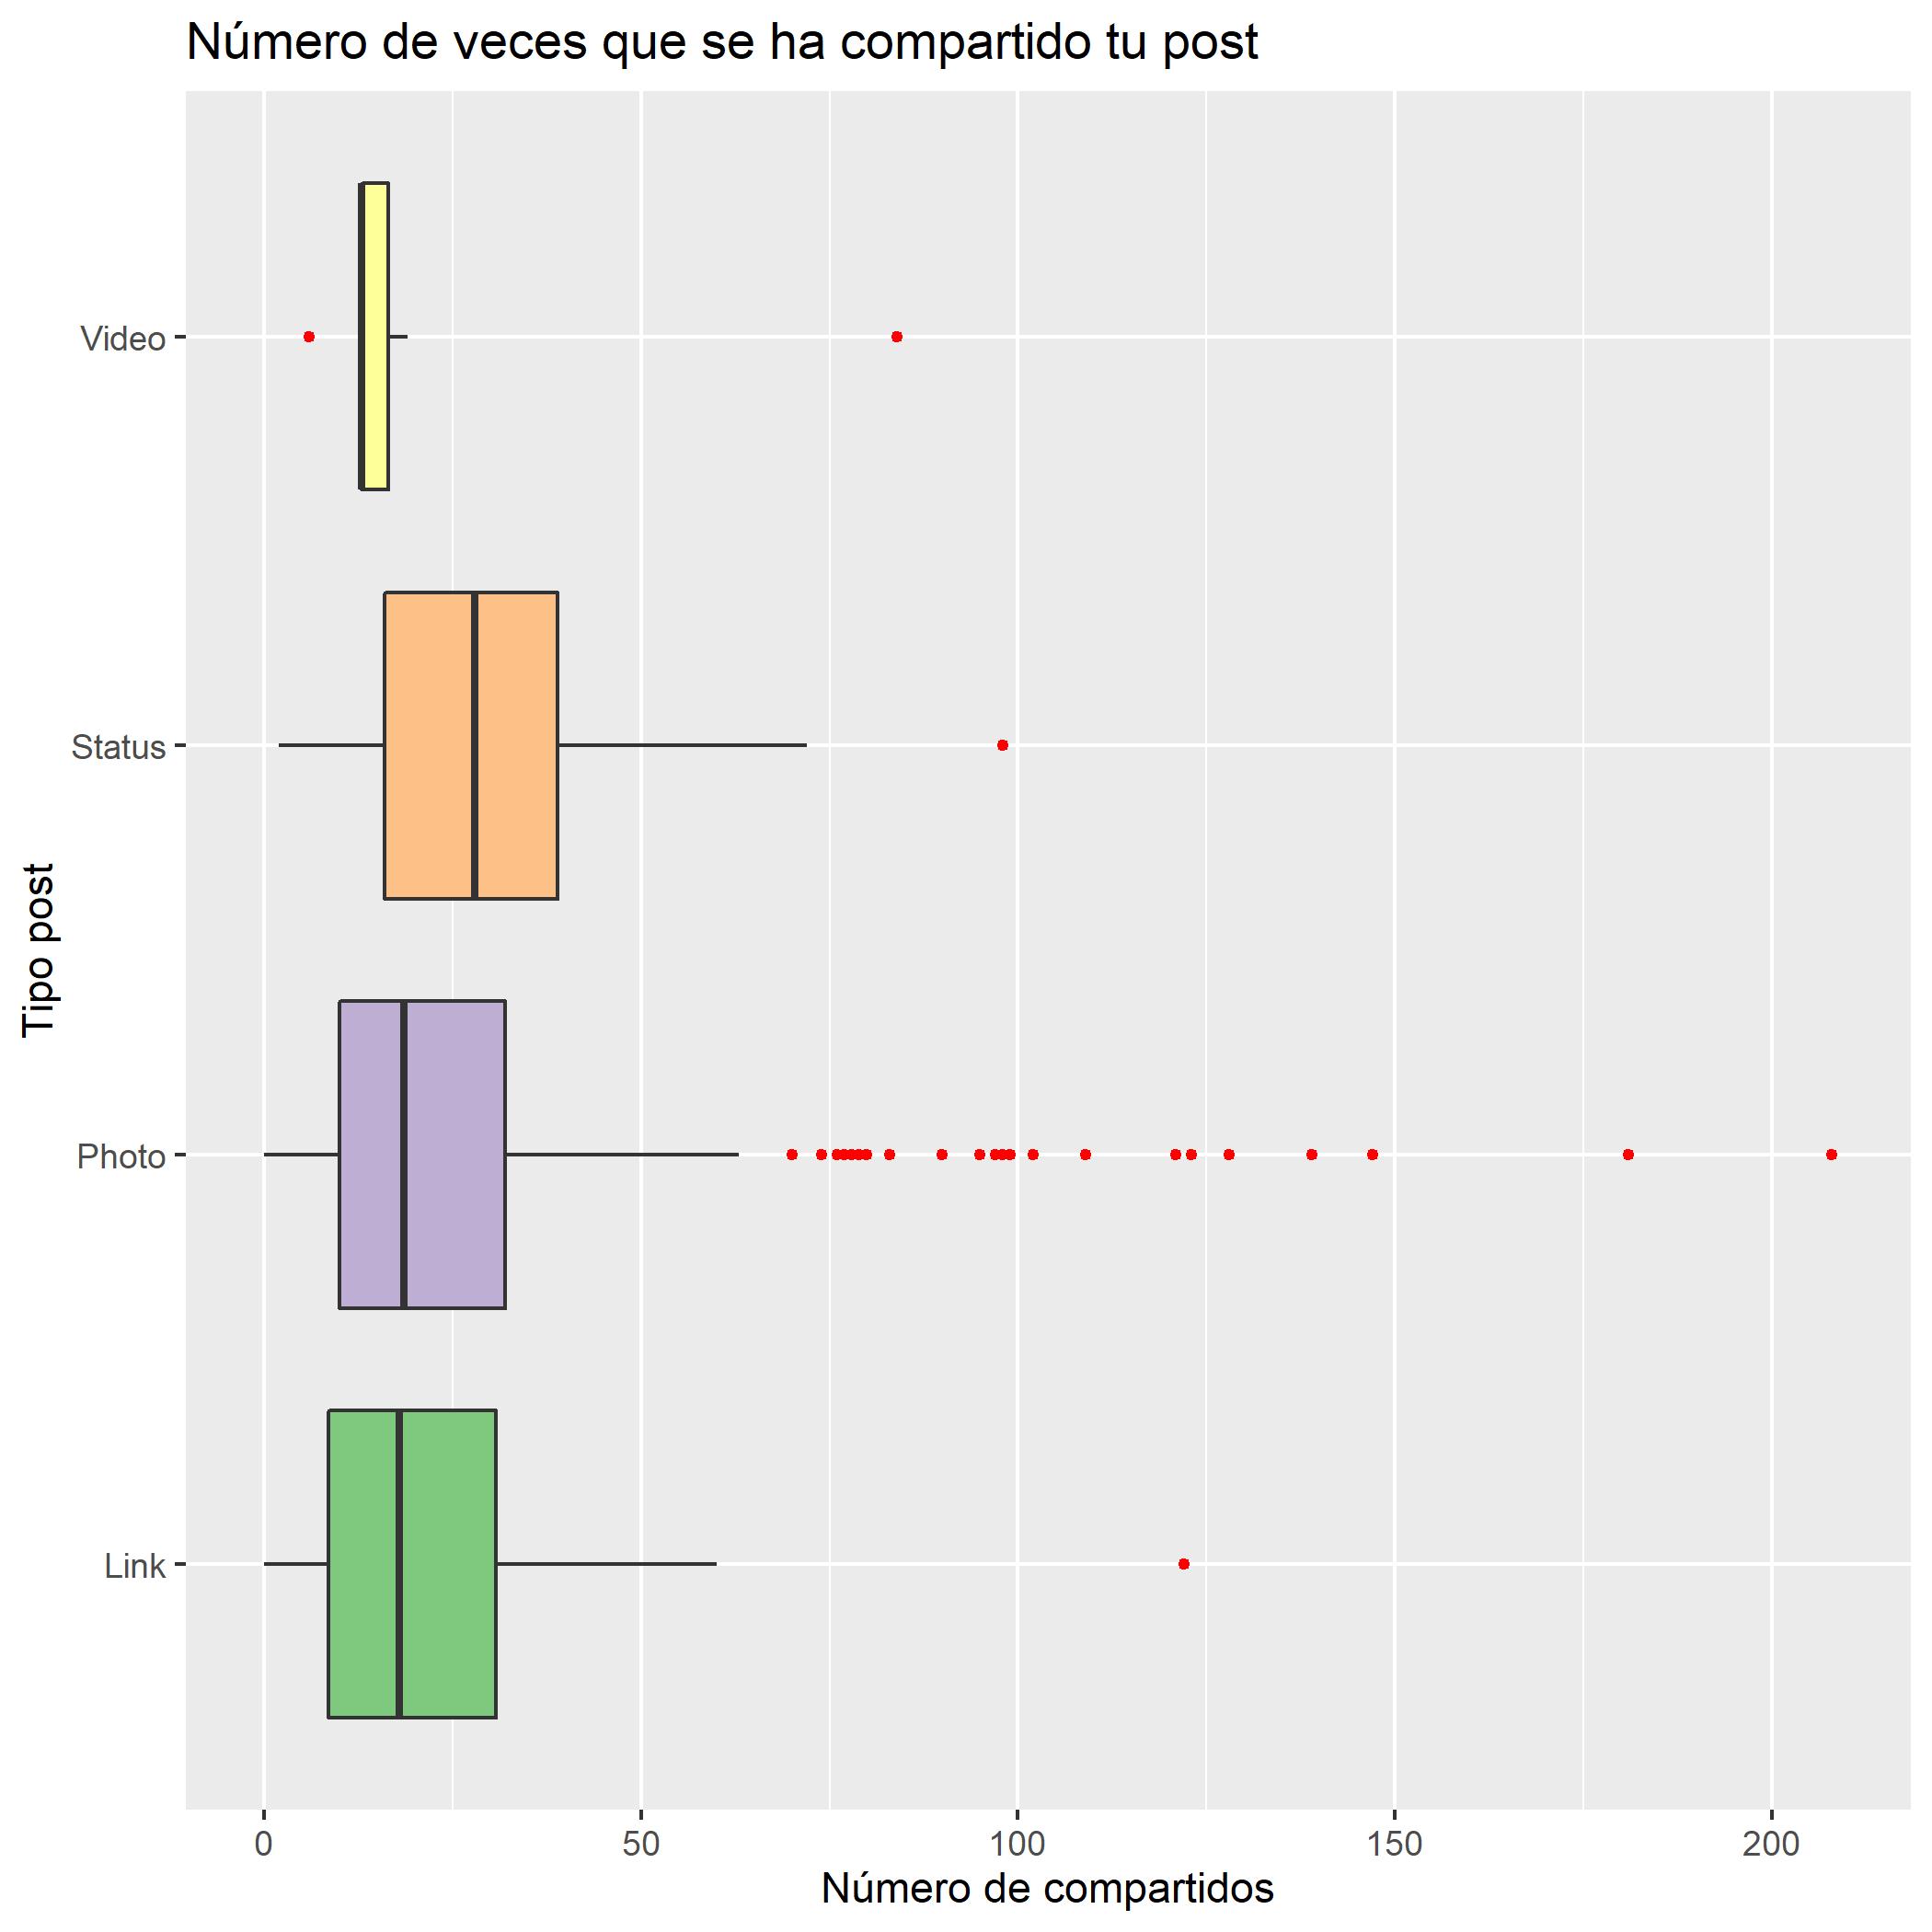 Número de veces que se ha compartido tu post
Tipo post
Video
Status
Photo
Link
0 50 100 150 200
Número de compartidos